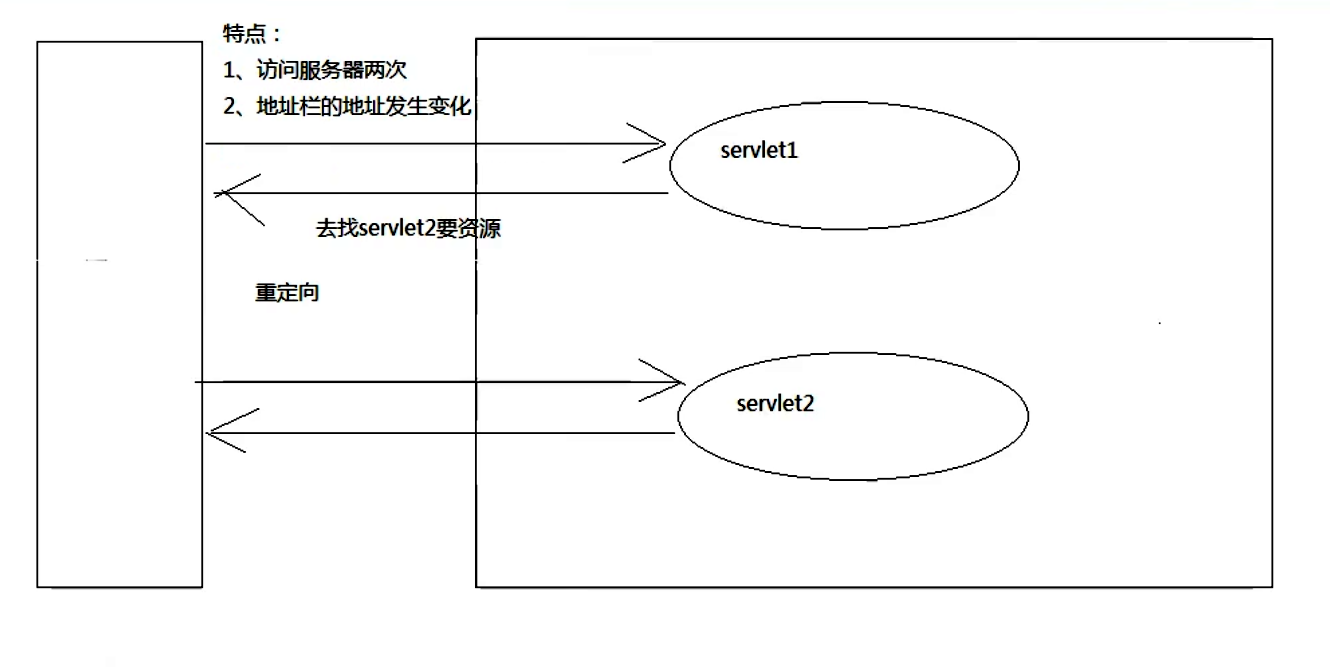 特点：
1、访问服务器两次
2、地址栏的地址发生变化
servlet1
去找servlet2要资源
重定向
servlet2